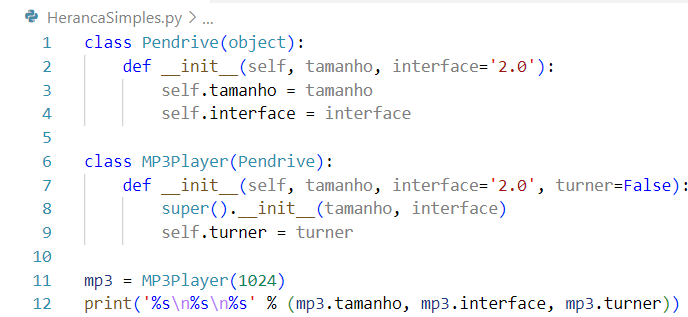 HerancaSimples.py > ...
1 class Pendrive(object):
2     def __init__(self, tamanho, interface='2.0'):
3         self.tamanho = tamanho
4         self.interface = interface
5
6 class MP3Player(Pendrive):
7     def __init__(self, tamanho, interface='2.0', turner=False):
8         super().__init__(tamanho, interface)
9         self.turner = turner
10
11 mp3 = MP3Player(1024)
12 print('%s\n%s\n%s' % (mp3.tamanho, mp3.interface, mp3.turner))